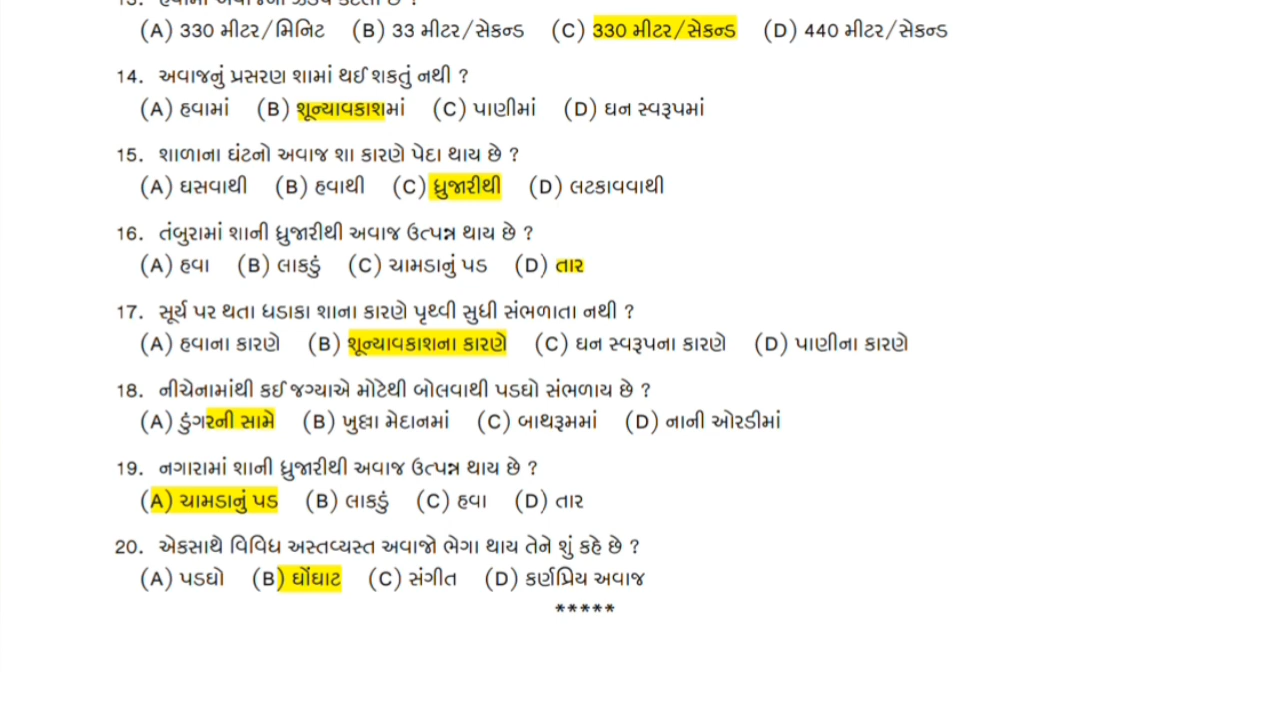 (A) 330 મીટર/મિનિટ (B) 33 મીટર/સેકન્ડ (C) 330 મીટર/સેકન્ડ (D) 440 મીટર/સેકન્ડ
14. અવાજનું પ્રસરણ શામાં થઈ શકતું નથી ?
(A) હવામાં (B) શૂન્યાવકાશમાં (C) પાણીમાં (D) ઘન સ્વરૂપમાં
15. શાળાના ઘંટનો અવાજ શા કારણે પેદા થાય છે ?
(A) ઘસવાથી (B) હવાથી (C) ધ્રુજારીથી (D) લટકાવવાથી
16. તંબુરામાં શાની ધ્રુજારીથી અવાજ ઉત્પન્ન થાય છે ?
(A) હવા (B) લાકડું (C) ચામડાનું પડ (D) તાર
17. સૂર્ય પર થતા ધડાકા શાના કારણે પૃથ્વી સુધી સંભળાતા નથી ?
(A) હવાના કારણે (B) શૂન્યાવકાશના કારણે (C) ઘન સ્વરૂપના કારણે (D) પાણીના કારણે
18. નીચેનામાંથી કઈ જગ્યાએ મોટેથી બોલવાથી પડઘો સંભળાય છે ?
(A) ડુંગરની સામે (B) ખુલ્લા મેદાનમાં (C) બાથરૂમમાં (D) નાની ઓરડીમાં
19. નગારામાં શાની ધ્રુજારીથી અવાજ ઉત્પન્ન થાય છે ?
(A) ચામડાનું પડ (B) લાકડું (C) હવા (D) તાર
20. એકસાથે વિવિધ અસ્તવ્યસ્ત અવાજો ભેગા થાય તેને શું કહે છે ?
(A) પડઘો (B) ઘોંઘાટ (C) સંગીત (D) કર્ણપ્રિય અવાજ
*****